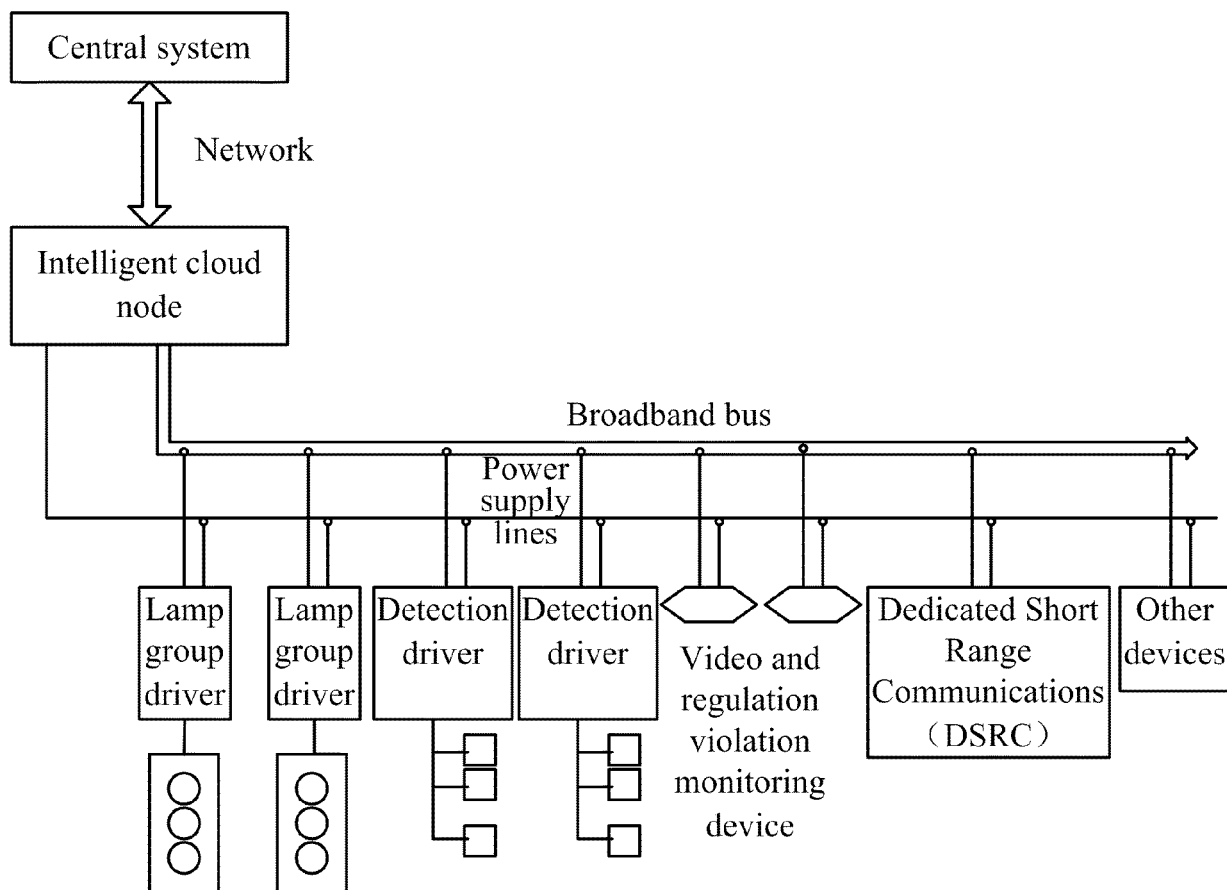 Central system
Network
Intelligent cloud
node
Broadband bus
Power
supply
lines
Lamp
group
driver
Lamp
group
driver
Detection
driver
Detection
driver
Video and
regulation
violation
monitoring
device
Dedicated Short
Range
Communications
（DSRC）
Other
devices